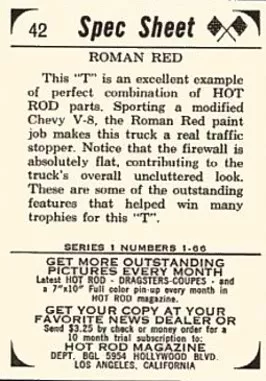 42 Spec Sheet
ROMAN RED
This "T" is an excellent example
of perfect combination of HOT
ROD parts. Sporting a modified
Chevy V-8, the Roman Red paint
job makes this truck a real traffic
stopper. Notice that the firewall is
absolutely flat, contributing to the
truck's overall uncluttered look.
These are some of the outstanding
features that helped win many
trophies for this "T".
SERIES 1 NUMBERS 1-66
GET MORE OUTSTANDING
PICTURES EVERY MONTH
Latest HOT ROD - DRAGSTERS-COUPES - and
a 7"x10" Full color pin-up every month in
HOT ROD magazine.
GET YOUR COPY AT YOUR
FAVORITE NEWS DEALER OR
Send $3.25 by check or money order for a
10 month trial subscription to:
HOT ROD MAGAZINE
DEPT. BGL 5954 HOLLYWOOD BLVD.
LOS ANGELES, CALIFORNIA